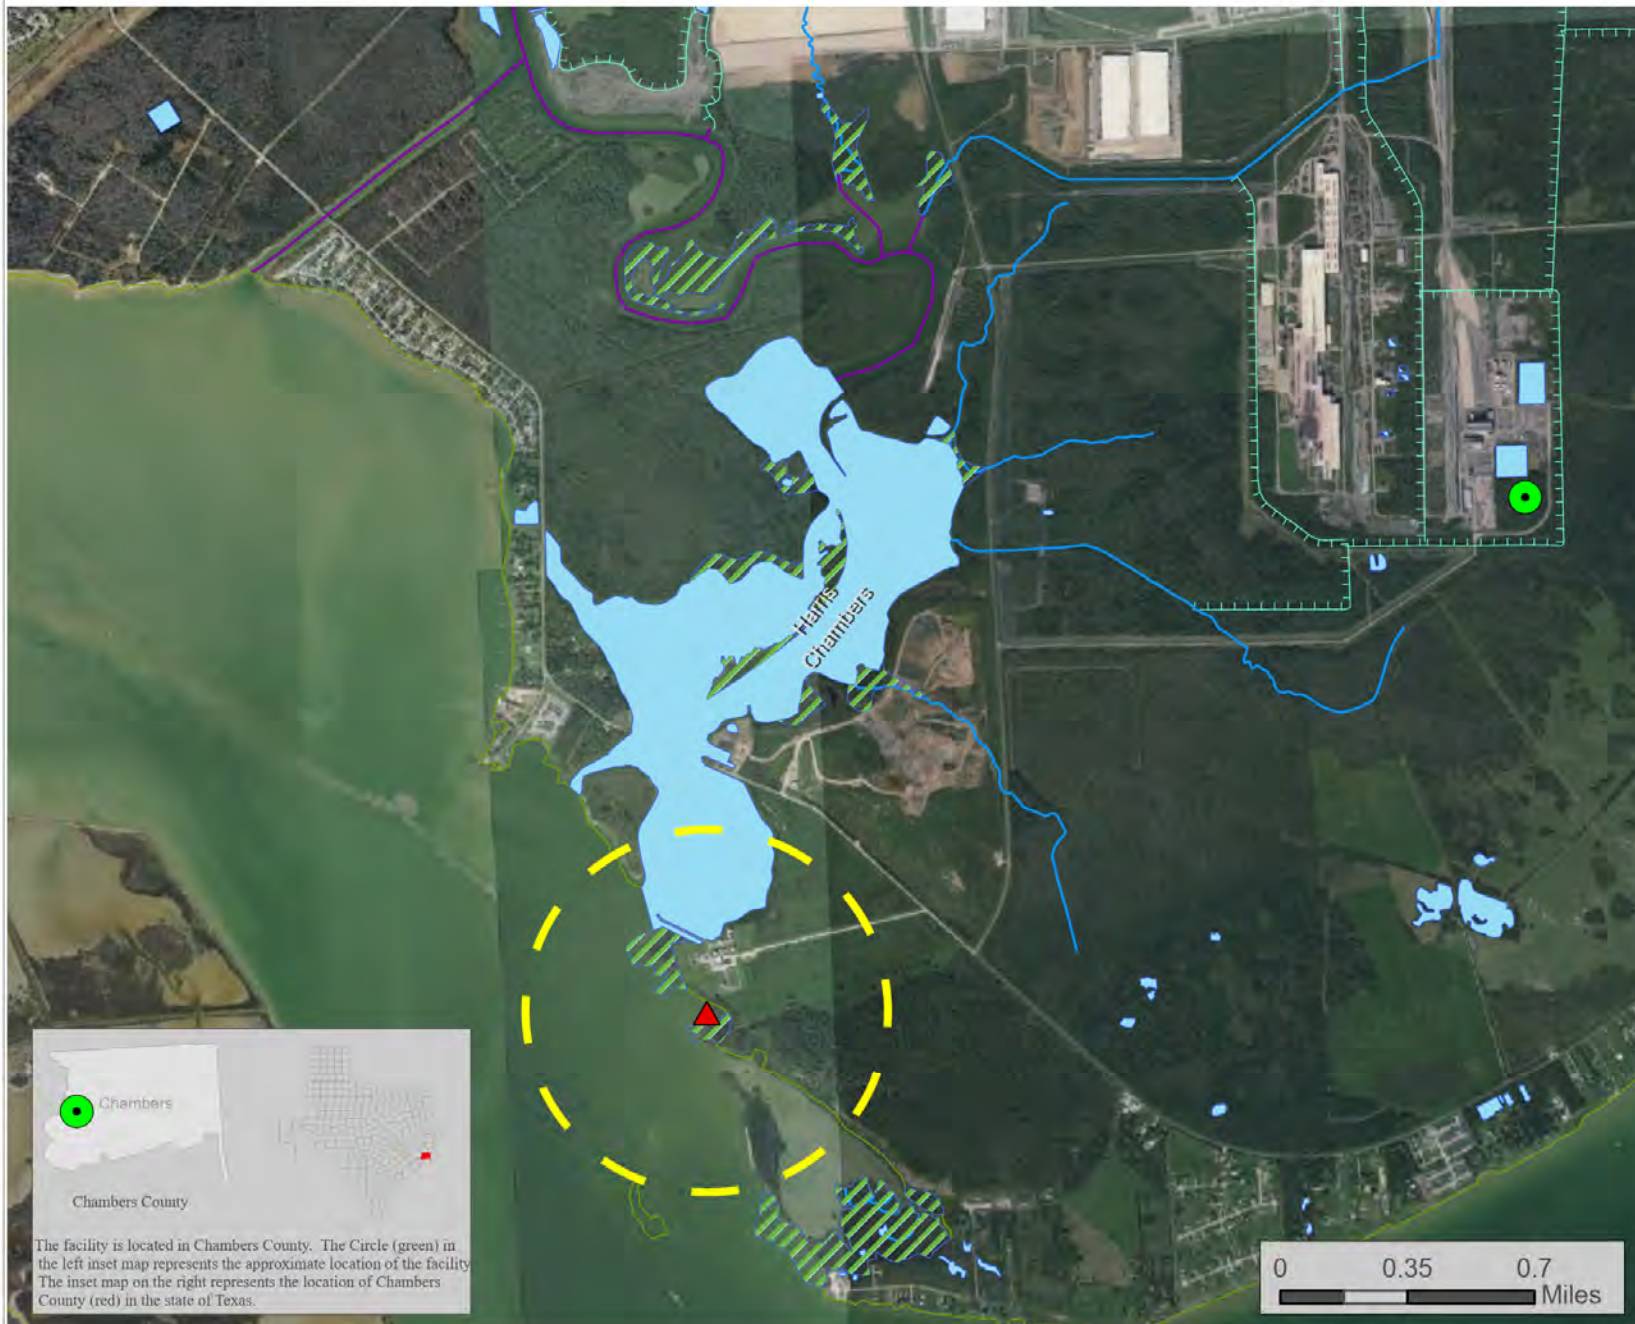 Harris
Chambers
Chambers
Chambers County
The facility is located in Chambers County. The Circle (green) in
the left inset map represents the approximate location of the facility
The inset map on the right represents the location of Chambers
County (red) in the state of Texas.
0 0.35 0.7
Miles